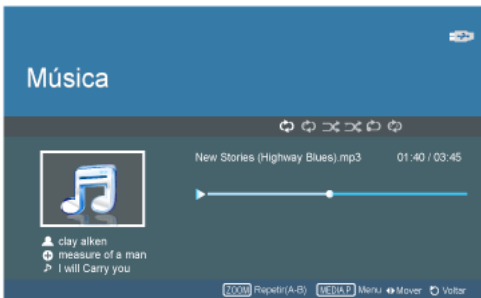 Música
New Stories (Highway Blues).mp3 01:40 / 03:45
clay alken
measure of a man
I will Carry you
ZOOM Repetir(A-B) MEDIA.P Menu Mover Voltar